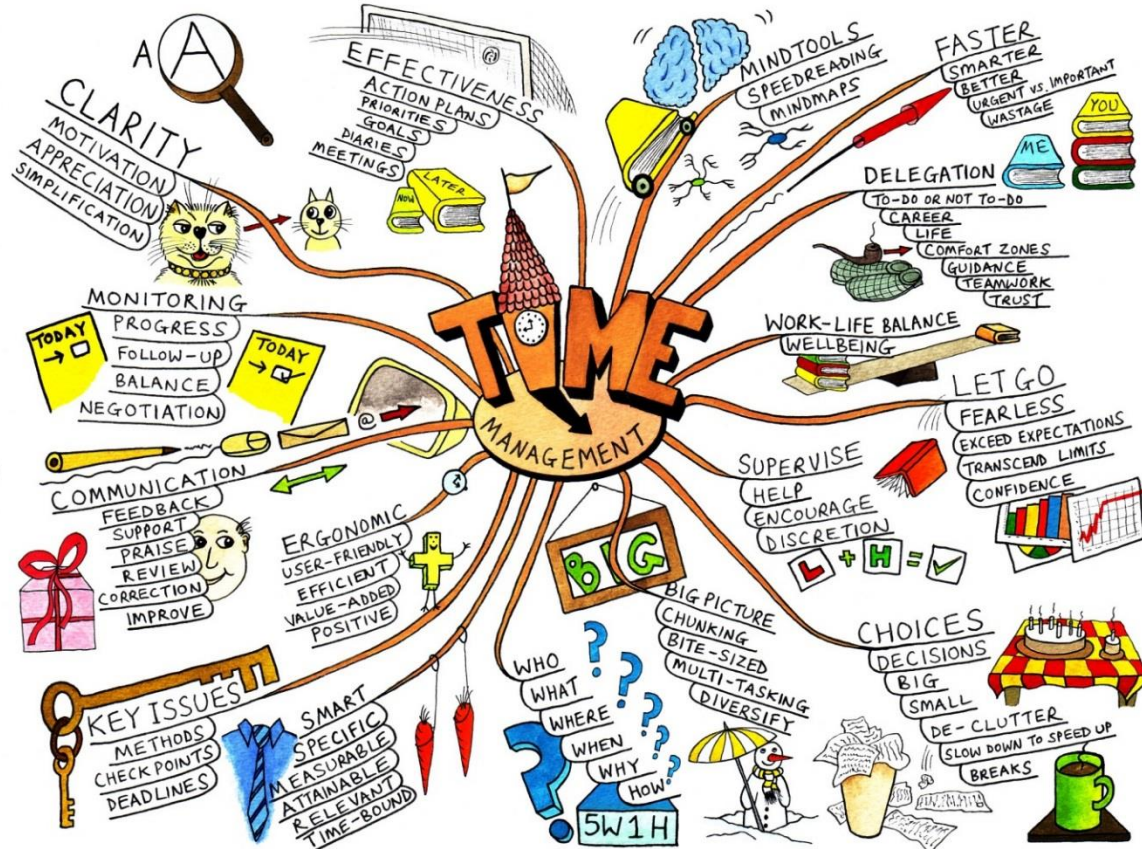 TIME
MANAGEMENT
A A
CLARITY
MOTIVATION
APPRECIATION
SIMPLIFICATION
EFFECTIVENESS
ACTION PLANS
PRIORITIES
GOALS
DIARIES
MEETINGS
NOW
LATER
@
MINDTOOLS
SPEEDREADING
MINDMAPS
FASTER
SMARTER
BETTER
URGENT VS. IMPORTANT
WASTAGE
YOU
ME
DELEGATION
TO-DO OR NOT TO-DO
CAREER
LIFE
COMFORT ZONES
GUIDANCE
TEAMWORK
TRUST
WORK-LIFE BALANCE
WELLBEING
LET GO
FEARLESS
EXCEED EXPECTATIONS
TRANSCEND LIMITS
CONFIDENCE
SUPERVISE
HELP
ENCOURAGE
DISCRETION
L + H =
CHOICES
DECISIONS
BIG
SMALL
DE-CLUTTER
SLOW DOWN TO SPEED UP
BREAKS
BIG
BIG PICTURE
CHUNKING
BITE-SIZED
MULTI-TASKING
DIVERSIFY
WHO
WHAT
WHERE
WHEN
WHY
HOW
? ? ? ? ? ? ?
5W1H
SMART
SPECIFIC
MEASURABLE
ATTAINABLE
RELEVANT
TIME-BOUND
KEY ISSUES
METHODS
CHECK POINTS
DEADLINES
ERGONOMIC
USER-FRIENDLY
EFFICIENT
VALUE-ADDED
POSITIVE
COMMUNICATION
FEEDBACK
SUPPORT
PRAISE
REVIEW
CORRECTION
IMPROVE
@
MONITORING
PROGRESS
FOLLOW-UP
BALANCE
NEGOTIATION
TODAY
TODAY